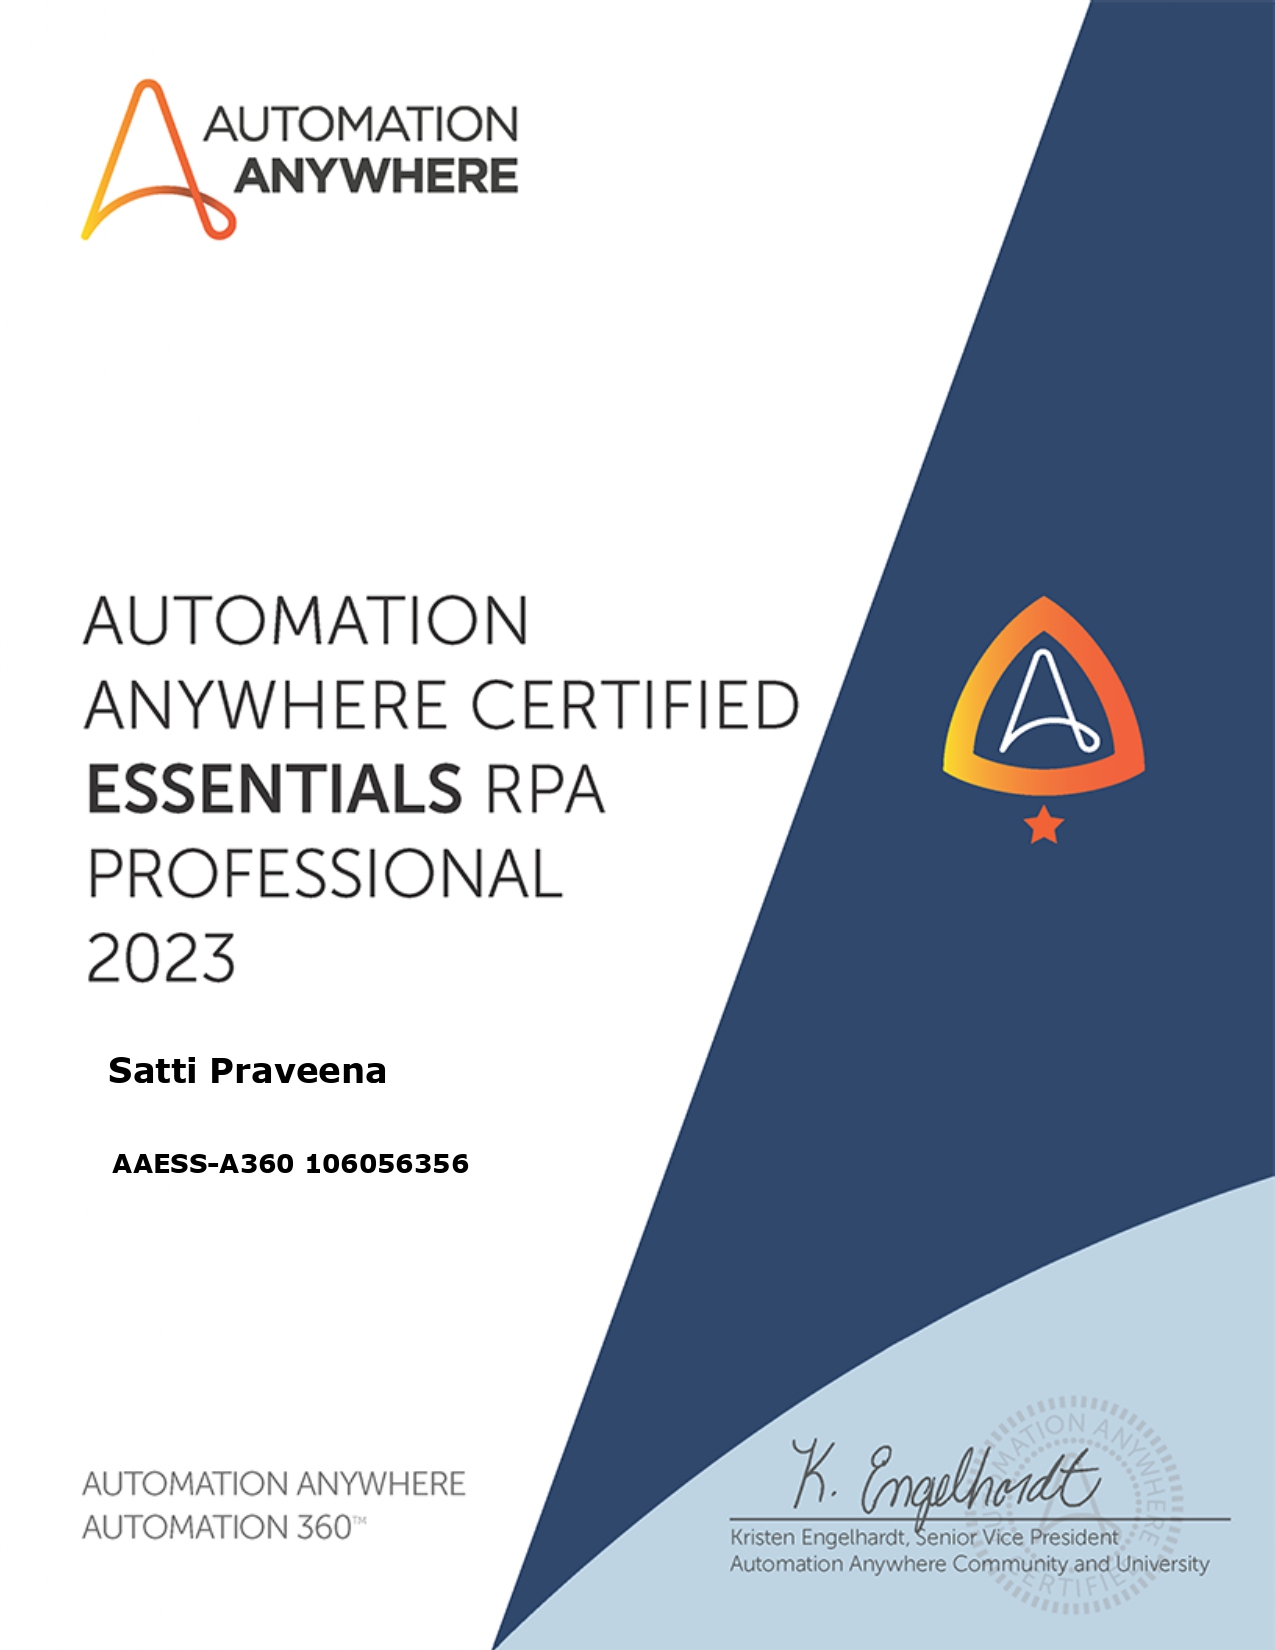 AUTOMATION
ANYWHERE
AUTOMATION
ANYWHERE CERTIFIED
ESSENTIALS RPA
PROFESSIONAL
2023
Satti Praveena
AAESS-A360 106056356
AUTOMATION ANYWHERE
AUTOMATION 360™
K. Engelhardt
Kristen Engelhardt, Senior Vice President
Automation Anywhere Community and University
AUTOMATION ANYWHERE
CERTIFIED